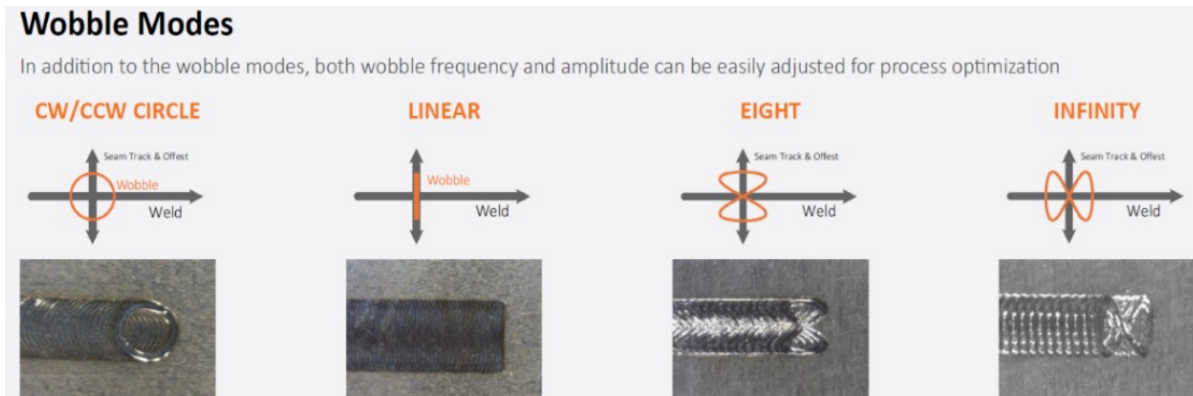 Wobble Modes
In addition to the wobble modes, both wobble frequency and amplitude can be easily adjusted for process optimization
CW/CCW CIRCLE
Seam Track & Offest
Wobble
Weld
LINEAR
Wobble
Weld
EIGHT
Seam Track & Offest
Weld
INFINITY
Seam Track & Offest
Weld